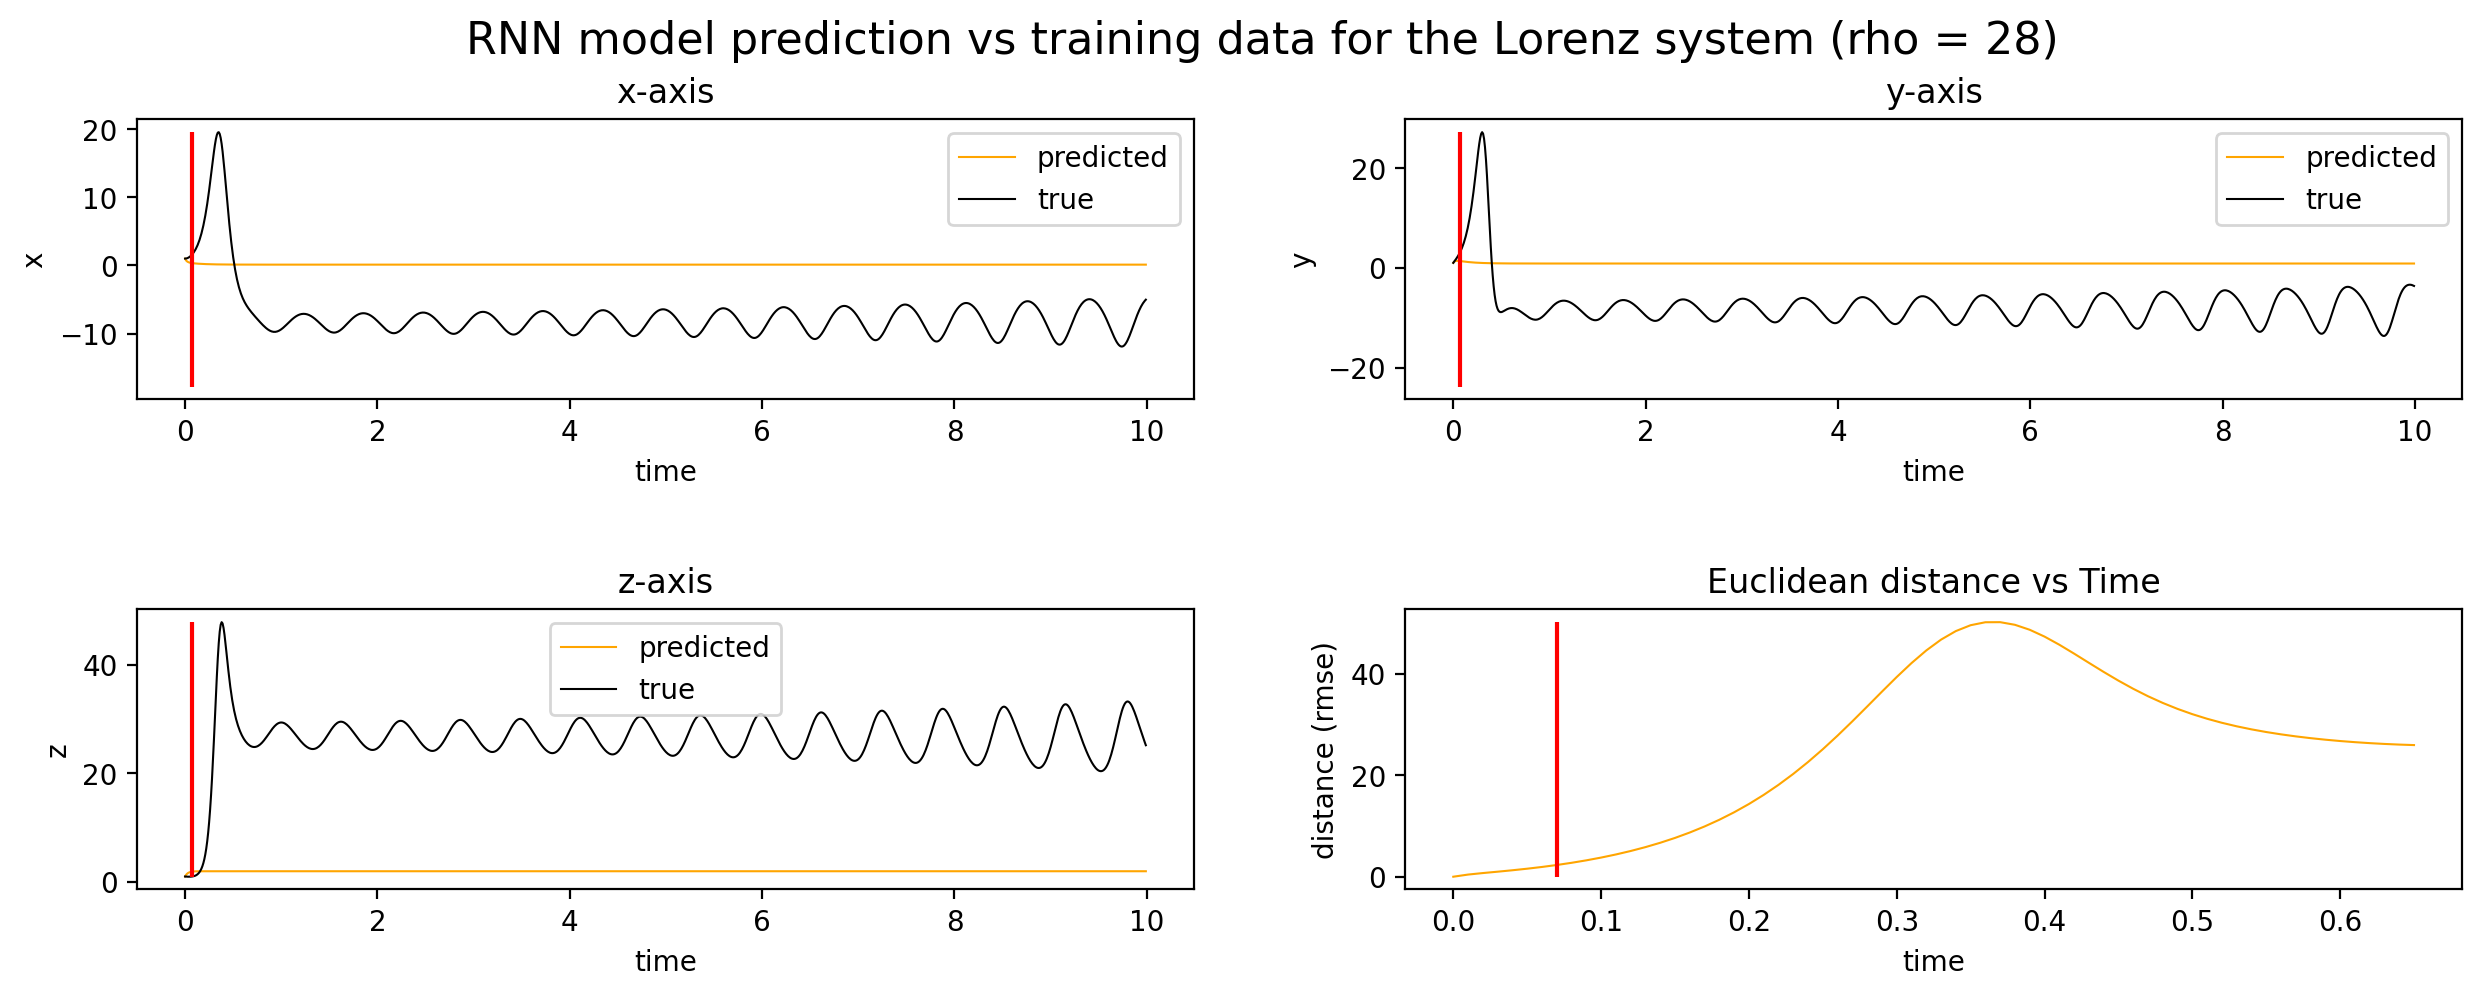 RNN model prediction vs training data for the Lorenz system (rho = 28)
x-axis
20
10
0
−10
x
predicted
true
0 2 4 6 8 10
time
y-axis
20
0
−20
y
predicted
true
0 2 4 6 8 10
time
z-axis
40
20
0
z
predicted
true
0 2 4 6 8 10
time
Euclidean distance vs Time
40
20
0
distance (rmse)
0.0 0.1 0.2 0.3 0.4 0.5 0.6
time